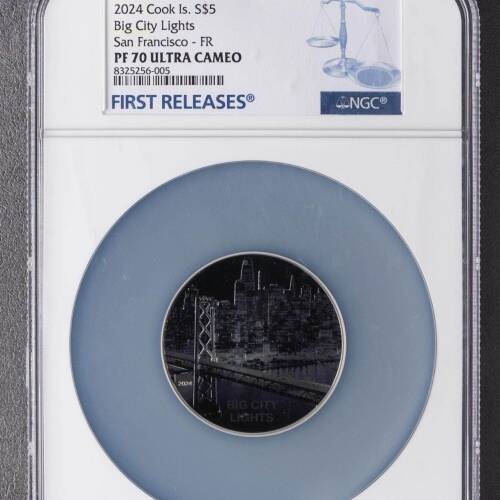 2024 Cook Is. S$5
Big City Lights
San Francisco - FR
PF 70 ULTRA CAMEO
8325256-005
FIRST RELEASES®
NGC®
2024
BIG CITY
LIGHTS